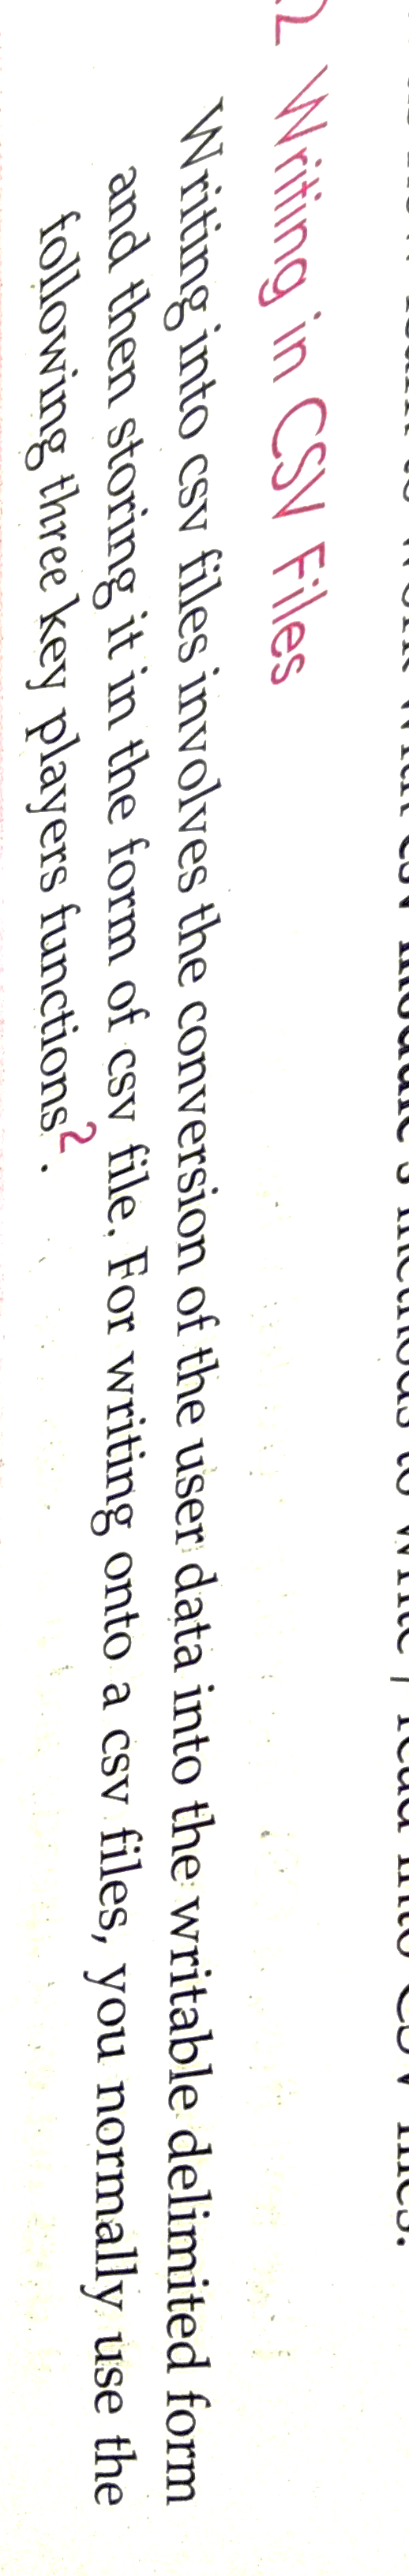 2 Writing in CSV Files
Writing into csv files involves the conversion of the user data into the writable delimited form
and then storing it in the form of csv file. For writing onto a csv files, you normally use the
following three key players functions².